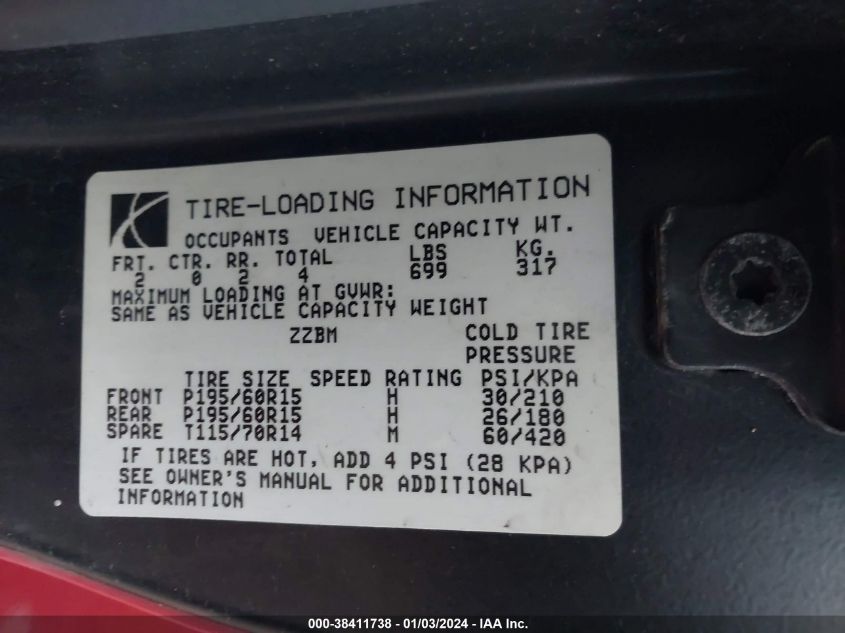 TIRE-LOADING INFORMATION
OCCUPANTS VEHICLE CAPACITY WT.
FRT. CTR. RR. TOTAL LBS KG.
2 0 2 4 699 317
MAXIMUM LOADING AT GVWR:
SAME AS VEHICLE CAPACITY WEIGHT
ZZBM COLD TIRE
PRESSURE
TIRE SIZE SPEED RATING PSI/KPA
FRONT P195/60R15 H 30/210
REAR P195/60R15 H 26/180
SPARE T115/70R14 M 60/420
IF TIRES ARE HOT, ADD 4 PSI (28 KPA)
SEE OWNER'S MANUAL FOR ADDITIONAL
INFORMATION
000-38411738 - 01/03/2024 - IAA Inc.